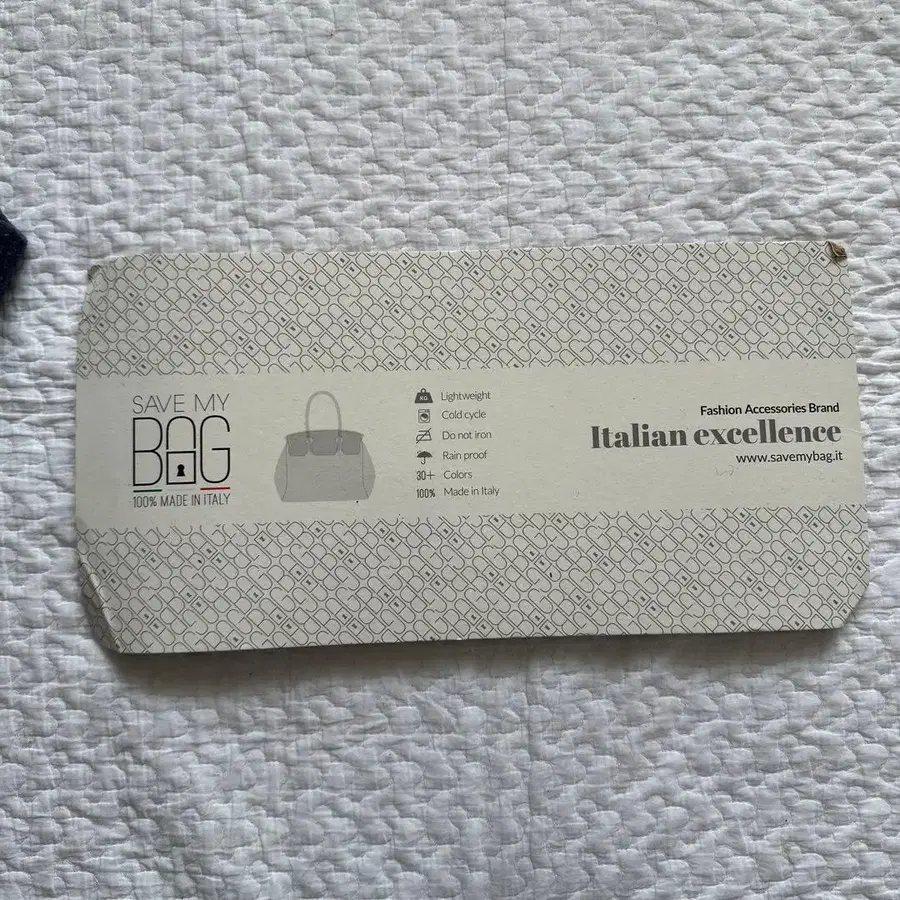 SAVE MY
BAG
100% MADE IN ITALY
KG Lightweight
Cold cycle
Do not iron
Rain proof
30+ Colors
100% Made in Italy
Fashion Accessories Brand
Italian excellence
www.savemybag.it